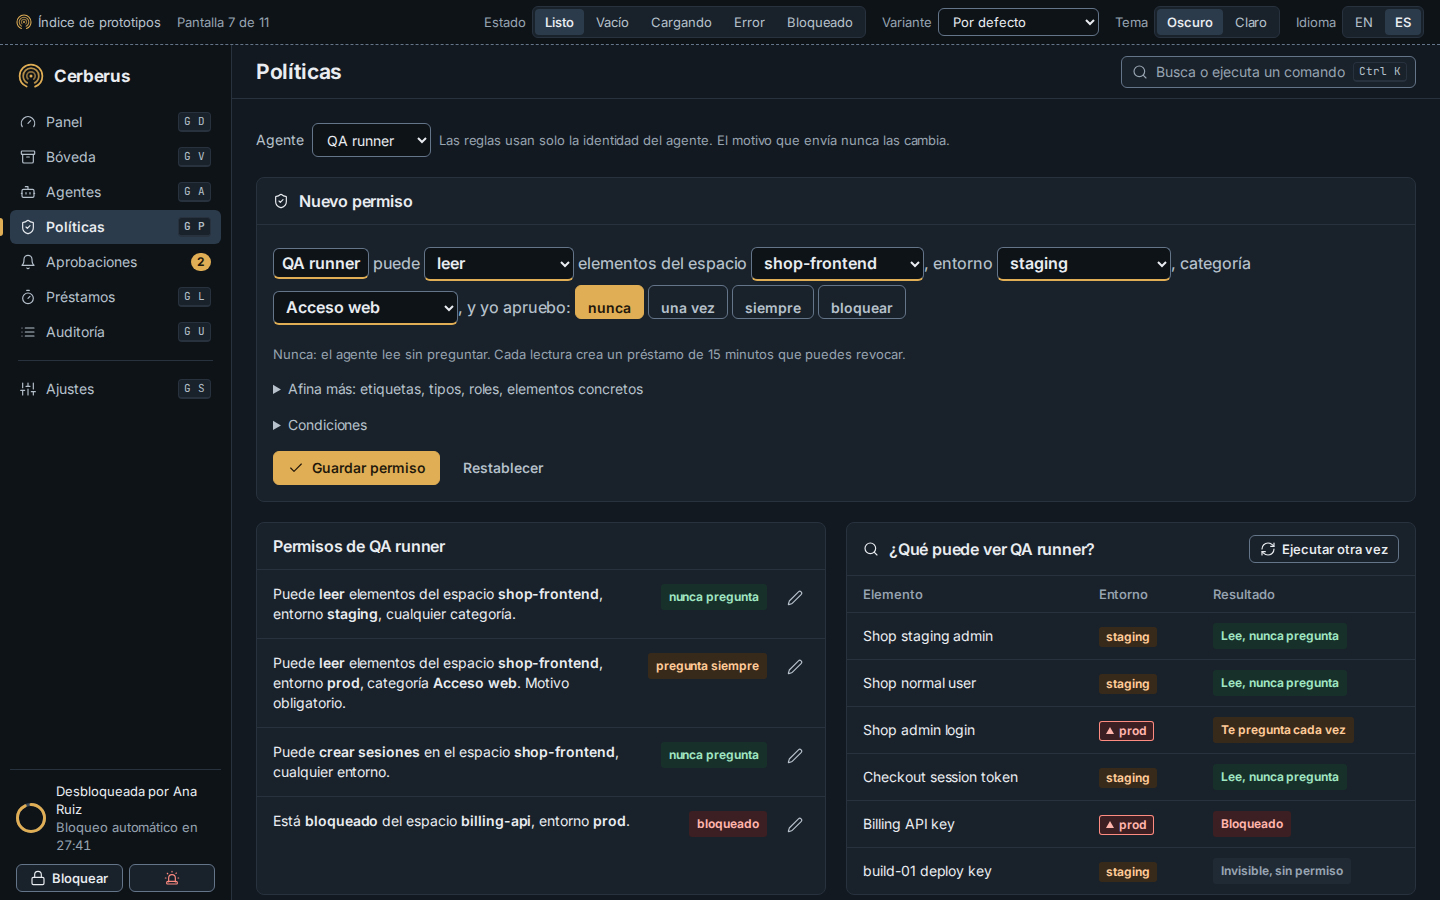 Índice de prototipos Pantalla 7 de 11 Estado Listo Vacío Cargando Error Bloqueado Variante Por defecto Tema Oscuro Claro Idioma EN ES
Cerberus
Panel G D
Bóveda G V
Agentes G A
Políticas G P
Aprobaciones 2
Préstamos G L
Auditoría G U
Ajustes G S
Desbloqueada por Ana
Ruiz
Bloqueo automático en
27:41
Bloquear
Políticas
Busca o ejecuta un comando Ctrl K
Agente QA runner Las reglas usan solo la identidad del agente. El motivo que envía nunca las cambia.
Nuevo permiso
QA runner puede leer elementos del espacio shop-frontend, entorno staging, categoría
Acceso web, y yo apruebo: nunca una vez siempre bloquear
Nunca: el agente lee sin preguntar. Cada lectura crea un préstamo de 15 minutos que puedes revocar.
Afina más: etiquetas, tipos, roles, elementos concretos
Condiciones
Guardar permiso Restablecer
Permisos de QA runner
Puede leer elementos del espacio shop-frontend, nunca pregunta
entorno staging, cualquier categoría.
Puede leer elementos del espacio shop-frontend, pregunta siempre
entorno prod, categoría Acceso web. Motivo
obligatorio.
Puede crear sesiones en el espacio shop-frontend, nunca pregunta
cualquier entorno.
Está bloqueado del espacio billing-api, entorno prod. bloqueado
¿Qué puede ver QA runner? Ejecutar otra vez
Elemento Entorno Resultado
Shop staging admin staging Lee, nunca pregunta
Shop normal user staging Lee, nunca pregunta
Shop admin login prod Te pregunta cada vez
Checkout session token staging Lee, nunca pregunta
Billing API key prod Bloqueado
build-01 deploy key staging Invisible, sin permiso